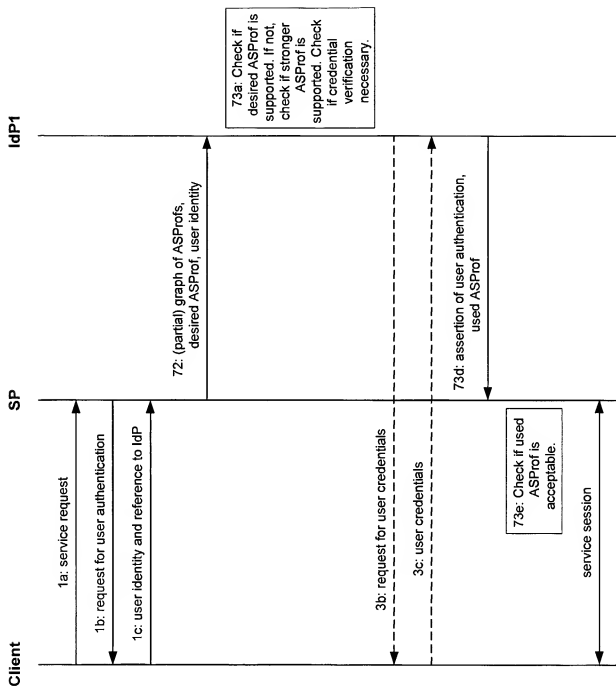 Client
SP
IdP1
1a: service request
1b: request for user authentication
1c: user identity and reference to IdP
72: (partial) graph of ASProfs,
desired ASProf, user identity
73a: Check if
desired ASProf is
supported. If not,
check if stronger
ASProf is
supported. Check
if credential
verification
necessary.
3b: request for user credentials
3c: user credentials
73d: assertion of user authentication,
used ASProf
73e: Check if used
ASProf is
acceptable.
service session